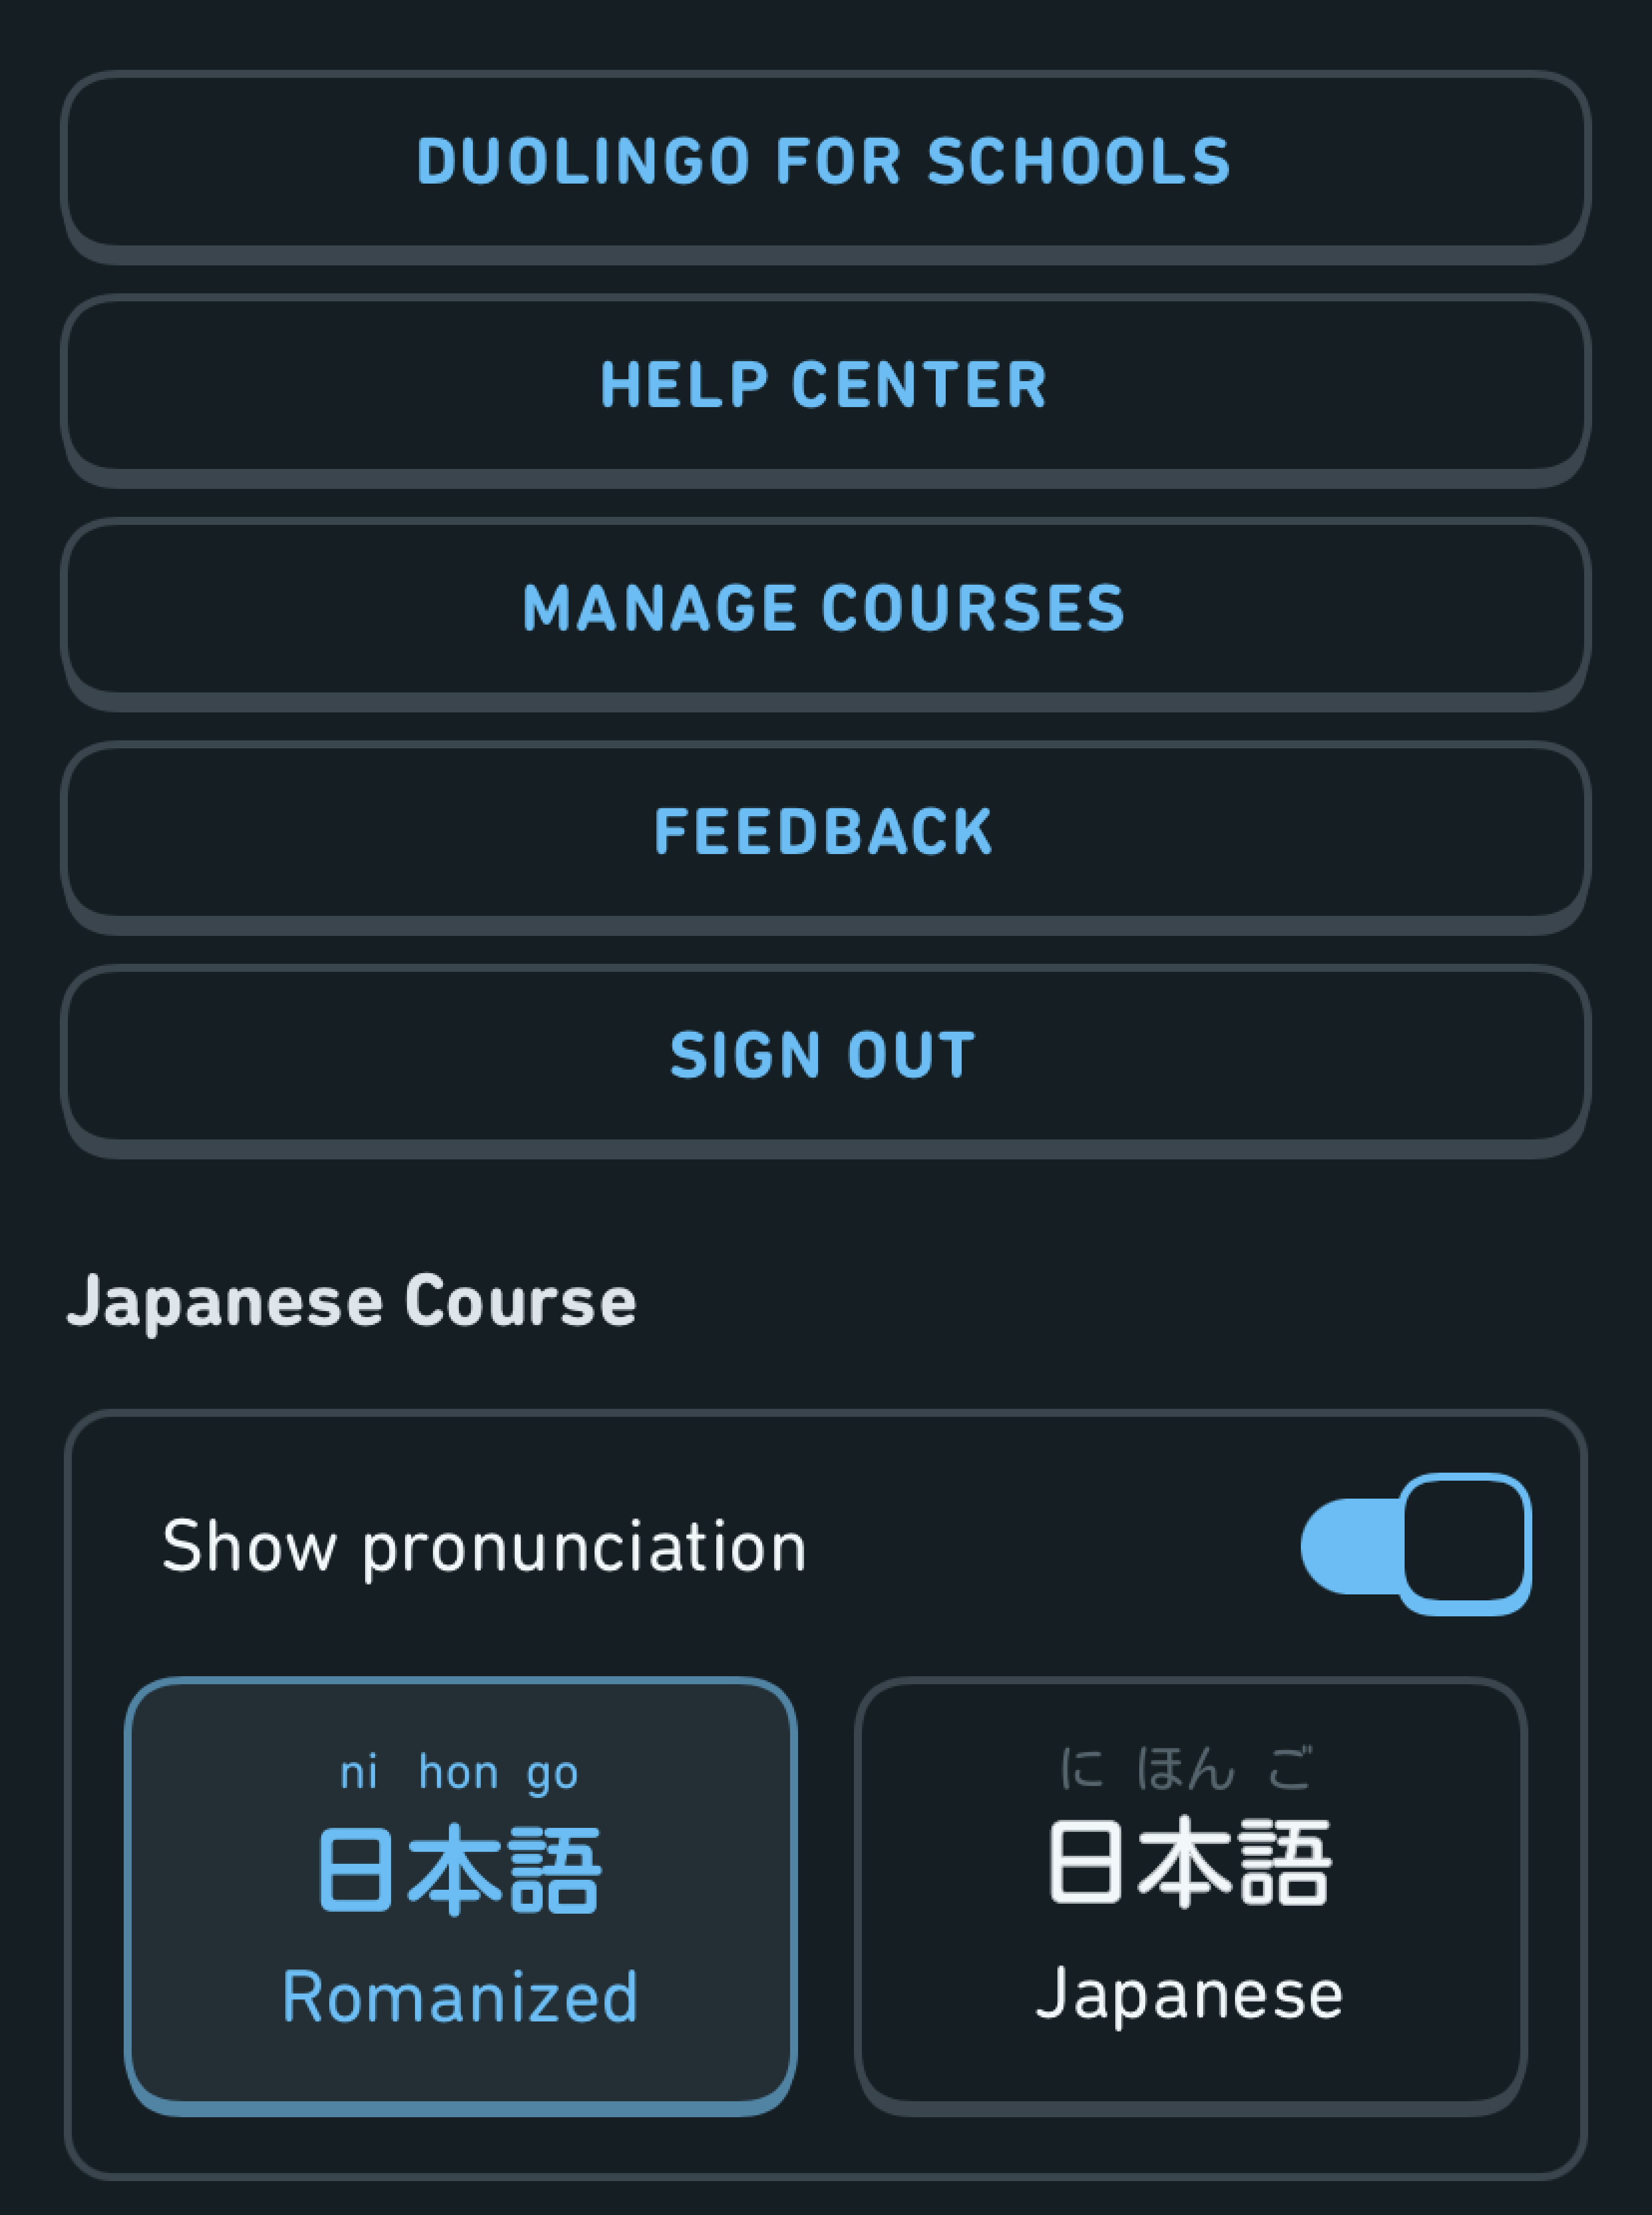 DUOLINGO FOR SCHOOLS
HELP CENTER
MANAGE COURSES
FEEDBACK
SIGN OUT
Japanese Course
Show pronunciation
ni hon go
日本語
Romanized
に ほん ご
日本語
Japanese